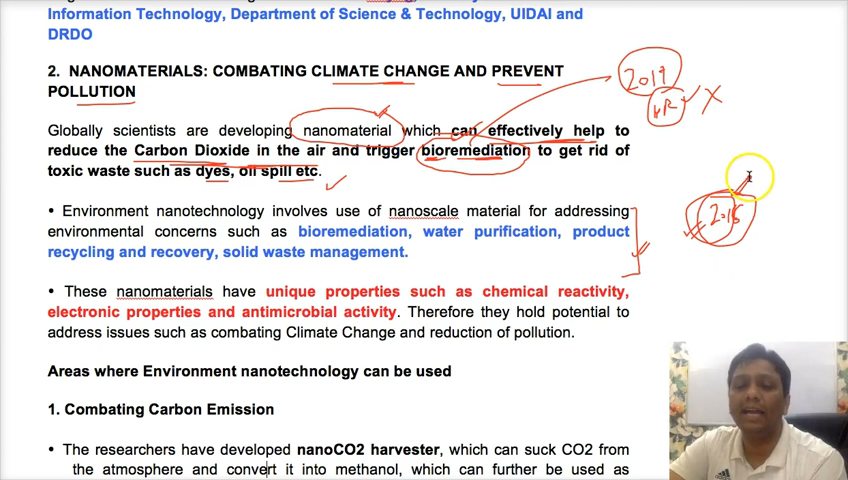 Information Technology, Department of Science & Technology, UIDAI and
DRDO
2. NANOMATERIALS: COMBATING CLIMATE CHANGE AND PREVENT
POLLUTION
2019
Globally scientists are developing nanomaterial which can effectively help to
reduce the Carbon Dioxide in the air and trigger bioremediation to get rid of
toxic waste such as dyes, oil spill etc.
• Environment nanotechnology involves use of nanoscale material for addressing
environmental concerns such as bioremediation, water purification, product
recycling and recovery, solid waste management.
• These nanomaterials have unique properties such as chemical reactivity,
electronic properties and antimicrobial activity. Therefore they hold potential to
address issues such as combating Climate Change and reduction of pollution.
Areas where Environment nanotechnology can be used
1. Combating Carbon Emission
• The researchers have developed nanoCO2 harvester, which can suck CO2 from
the atmosphere and convert it into methanol, which can further be used as